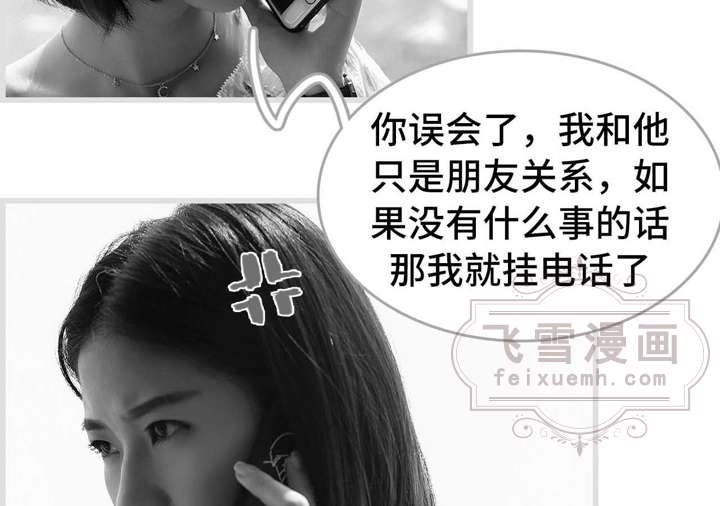 你误会了，我和他
只是朋友关系，如
果没有什么事的话
那我就挂电话了
飞雪漫画
feixuemh.com